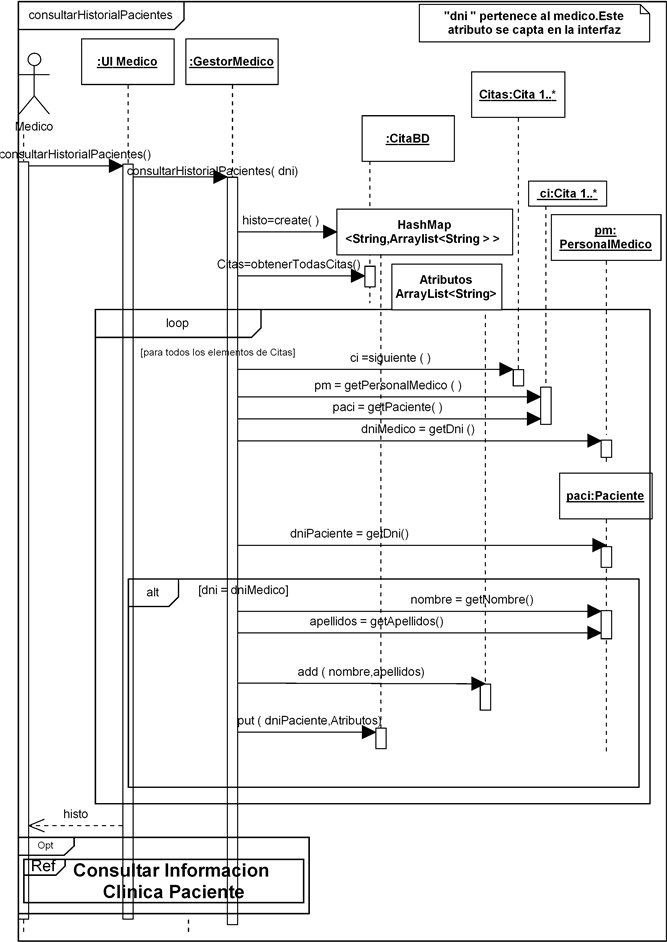 consultarHistorialPacientes
"dni " pertenece al medico.Este
atributo se capta en la interfaz
:UI Medico
:GestorMedico
Citas:Cita 1..*
Medico
:CitaBD
consultarHistorialPacientes()
consultarHistorialPacientes( dni)
ci:Cita 1..*
histo=create( )
HashMap
<String,Arraylist<String > >
pm:
PersonalMedico
Citas=obtenerTodasCitas()
Atributos
ArrayList<String>
loop
[para todos los elementos de Citas]
ci =siguiente ( )
pm = getPersonalMedico ( )
paci = getPaciente( )
dniMedico = getDni ()
paci:Paciente
dniPaciente = getDni()
alt
[dni = dniMedico]
nombre = getNombre()
apellidos = getApellidos()
add ( nombre,apellidos)
put ( dniPaciente,Atributos)
histo
Opt
Ref
Consultar Informacion
Clinica Paciente